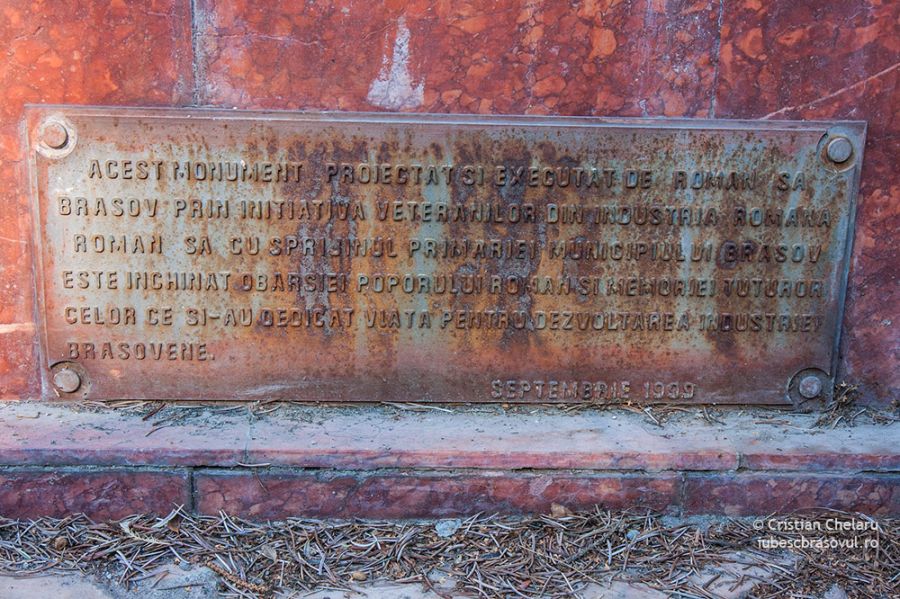 ACEST MONUMENT PROIECTAT SI EXECUTAT DE ROMAN SA
BRASOV PRIN INITIATIVA VETERANILOR DIN INDUSTRIA ROMANA
ROMAN SA CU SPRIJINUL PRIMARIEI MUNICIPIULUI BRASOV
ESTE INCHINAT OBARSIEI POPORULUI ROMAN SI MEMORIEI TUTUROR
CELOR CE SI-AU DEDICAT VIATA PENTRU DEZVOLTAREA INDUSTRIEI
BRASOVENE.
SEPTEMBRIE 1999
© Cristian Chelaru
iubescbrasovul.ro